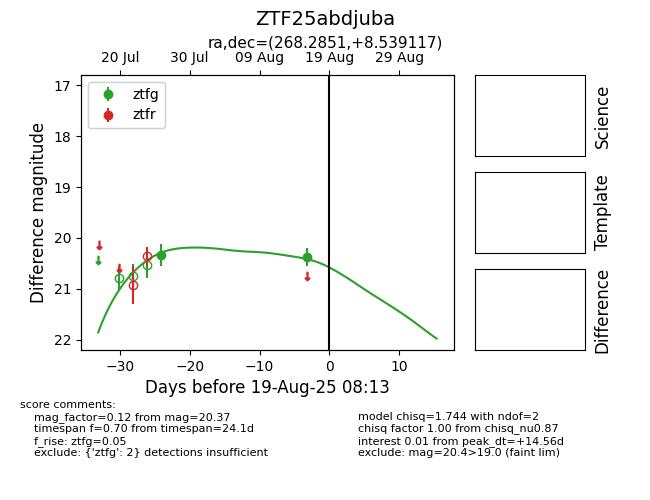 ZTF25abdjuba
ra,dec=(268.2851,+8.539117)
20 Jul 30 Jul 09 Aug 19 Aug 29 Aug
17
18
19
20
21
22
Difference magnitude
ztfg
ztfr
−30 −20 −10 0 10
Days before 19-Aug-25 08:13
Science
Template
Difference
score comments:
mag_factor=0.12 from mag=20.37
timespan f=0.70 from timespan=24.1d
f_rise: ztfg=0.05
exclude: {'ztfg': 2} detections insufficient
model chisq=1.744 with ndof=2
chisq factor 1.00 from chisq_nu0.87
interest 0.01 from peak_dt=+14.56d
exclude: mag=20.4>19.0 (faint lim)